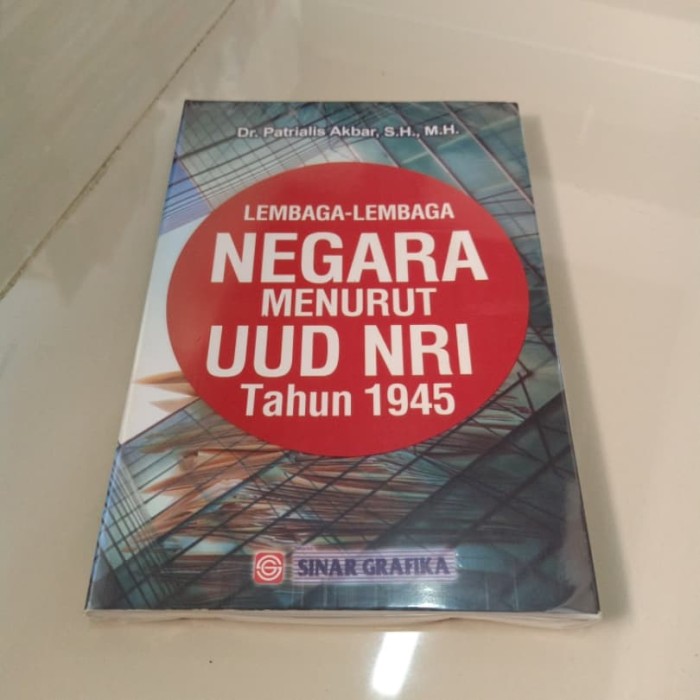 Dr. Patrialis Akbar, S.H., M.H.
LEMBAGA-LEMBAGA
NEGARA
MENURUT
UUD NRI
Tahun 1945
SINAR GRAFIKA